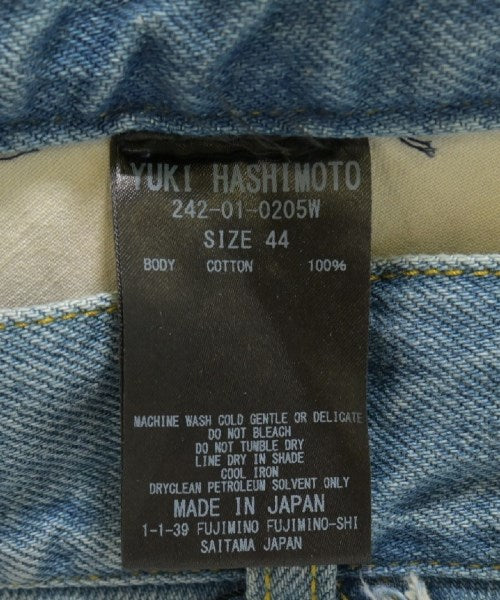 YUKI HASHIMOTO
242-01-0205W
SIZE 44
BODY COTTON 100%
MACHINE WASH COLD GENTLE OR DELICATE
DO NOT BLEACH
DO NOT TUMBLE DRY
LINE DRY IN SHADE
COOL IRON
DRYCLEAN PETROLEUM SOLVENT ONLY
MADE IN JAPAN
1-1-39 FUJIMINO FUJIMINO-SHI
SAITAMA JAPAN